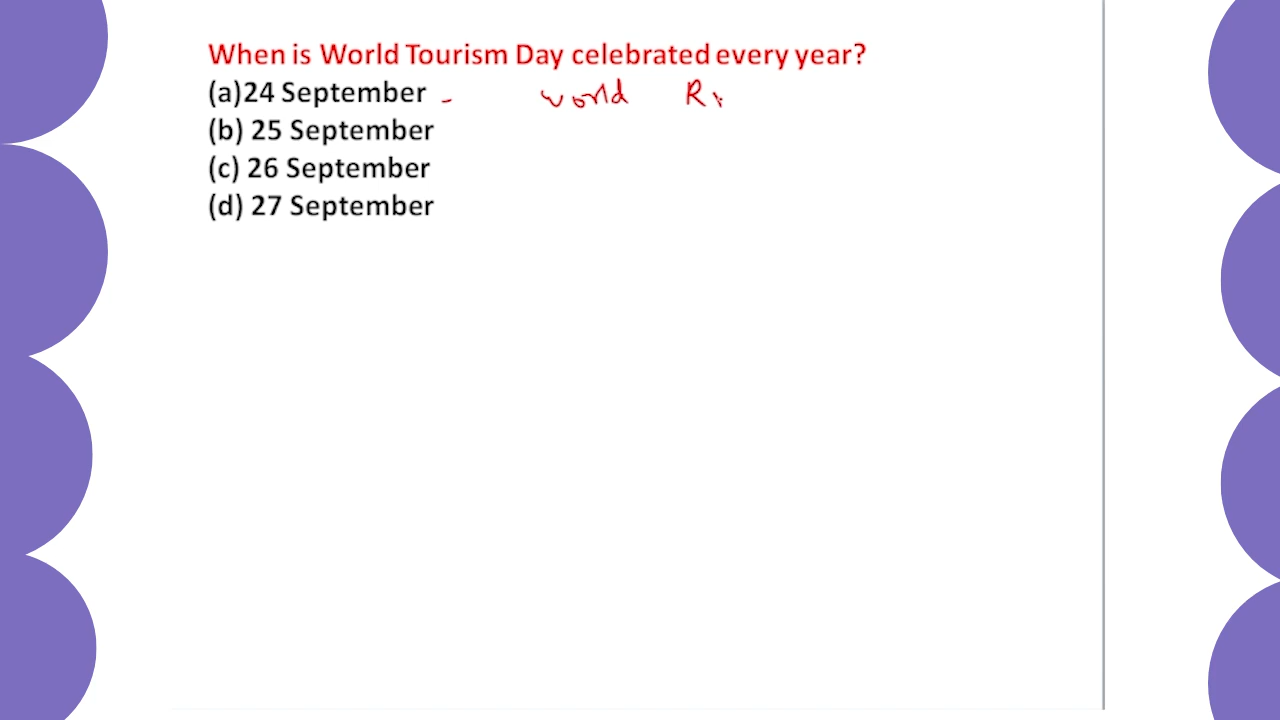 When is World Tourism Day celebrated every year?
(a)24 September - world
(b) 25 September
(c) 26 September
(d) 27 September